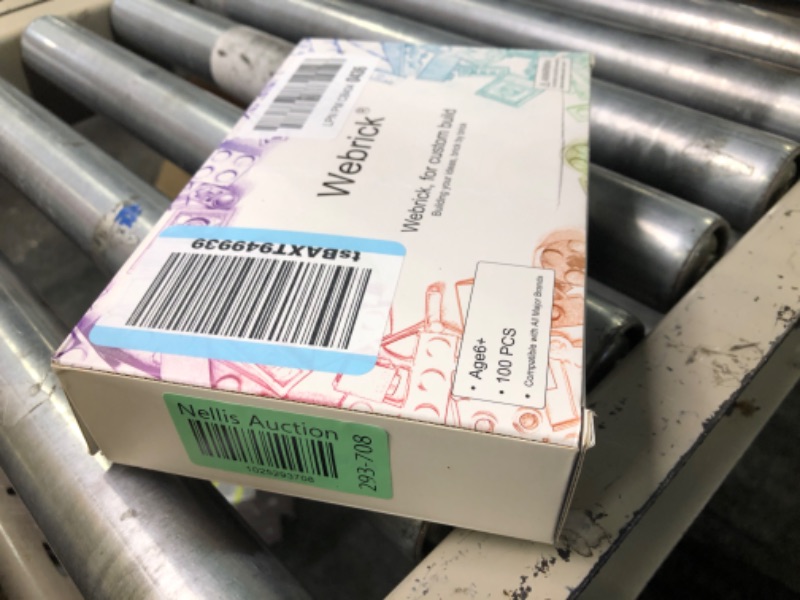 Webrick®
Webrick, for custom build
Building your ideas, brick by brick
tsBAXT949939
• Age6+
• 100 PCS
• Compatible with All Major Brands
Nellis Auction
1025293708
293-708